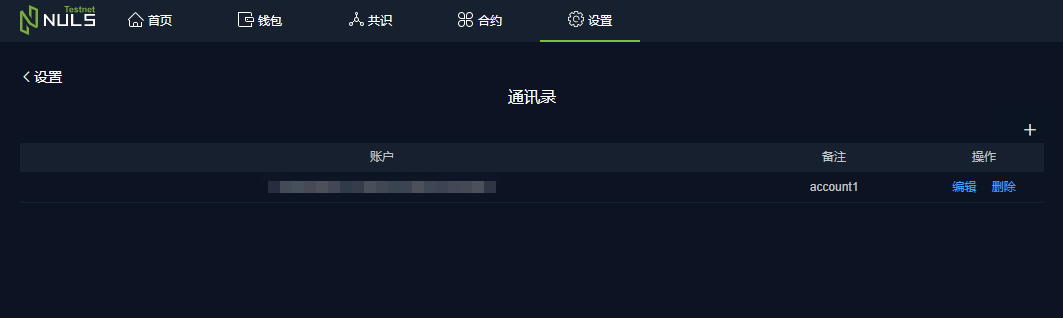 Testnet
NULS 首页 钱包 共识 合约 设置
设置
通讯录
账户 备注 操作
account1 编辑 删除